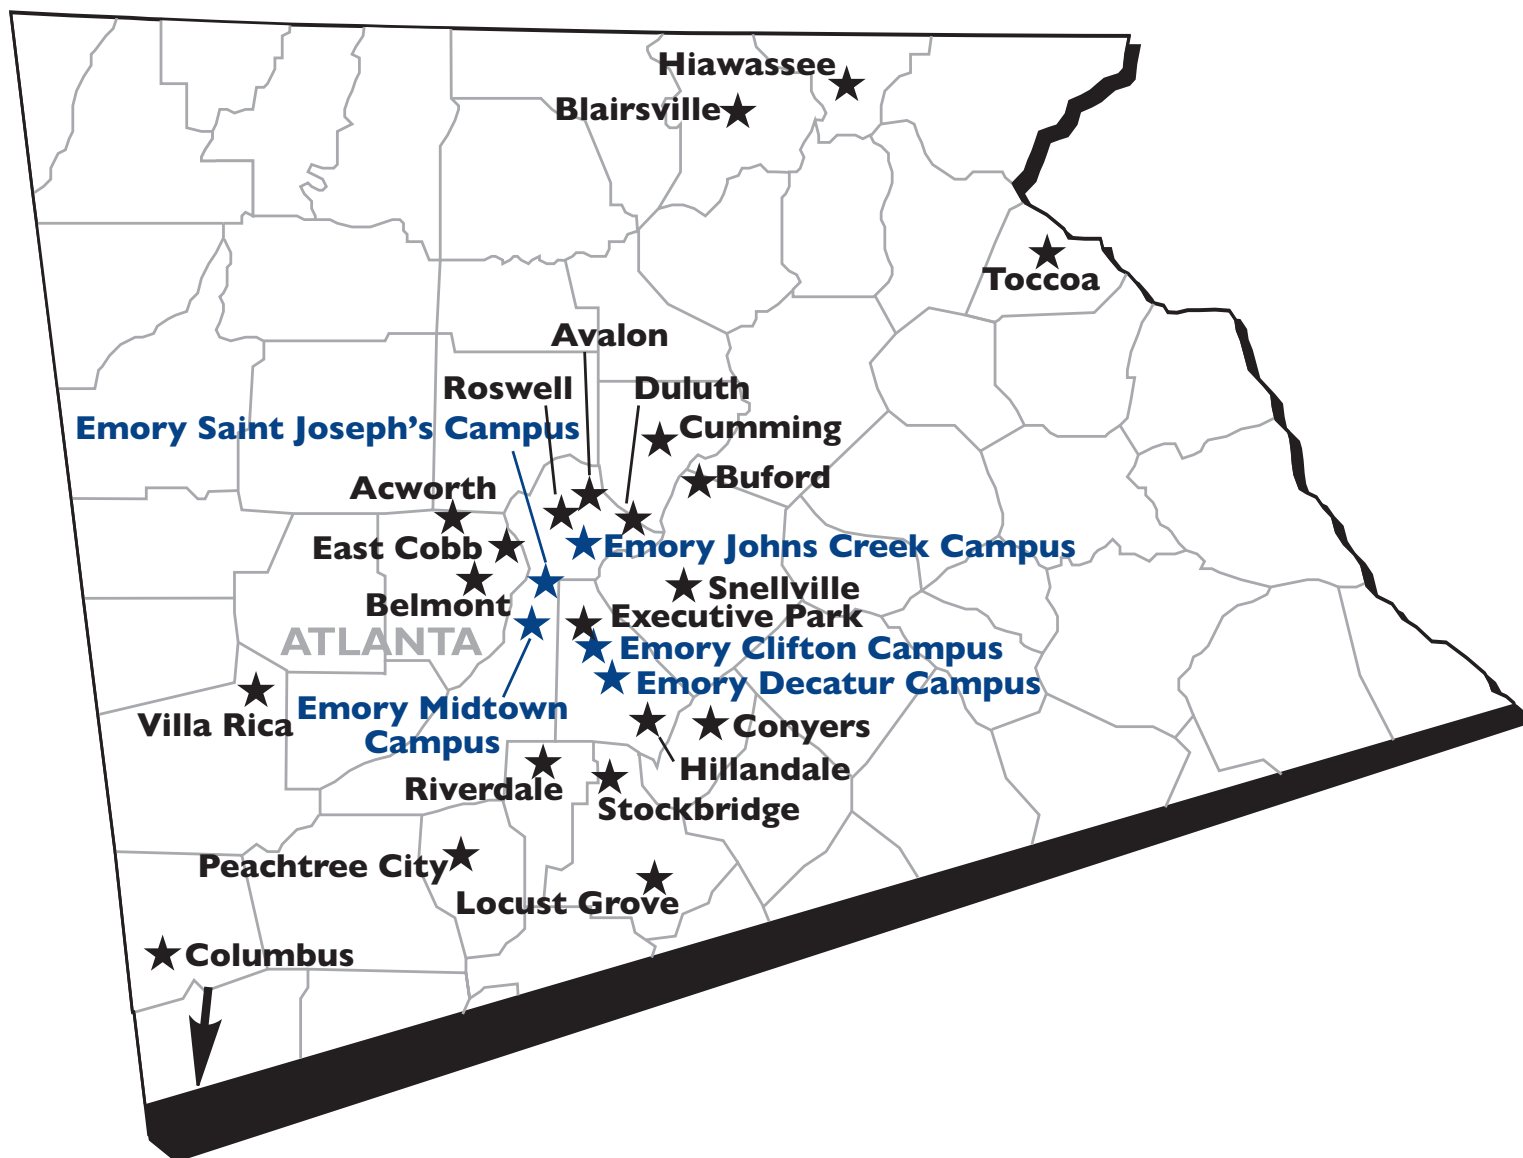 Hiawassee
Blairsville
Toccoa
Avalon
Roswell
Duluth
Emory Saint Joseph’s Campus
Cumming
Buford
Acworth
East Cobb
Emory Johns Creek Campus
Snellville
Belmont
Executive Park
ATLANTA
Emory Clifton Campus
Emory Decatur Campus
Villa Rica
Emory Midtown
Campus
Conyers
Hillandale
Riverdale
Stockbridge
Peachtree City
Locust Grove
Columbus